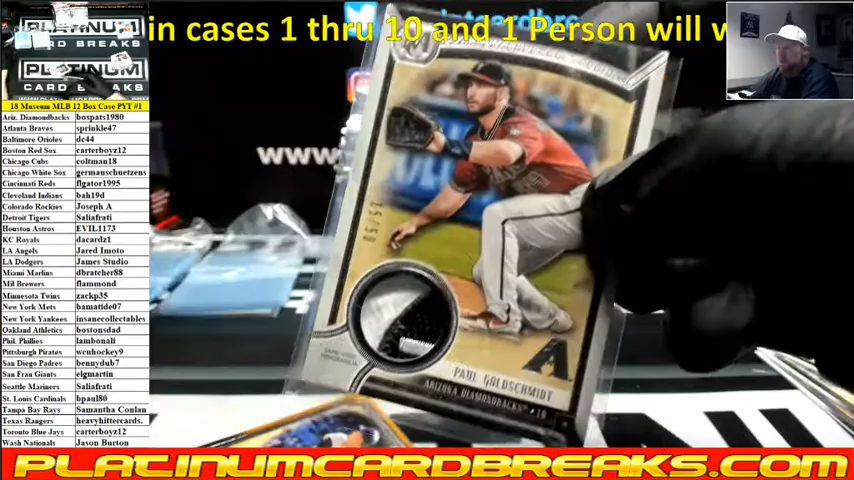 in cases 1 thru 10 and 1 Person will w
PLATINUM
CARD BREAKS
PLATINUM
CARD BREAKS
18 Museum MLB 12 Box Case PYT #1
Ariz. Diamondbacks bospats1980
Atlanta Braves sprinkle47
Baltimore Orioles dc44
Boston Red Sox carterboyz12
Chicago Cubs coltman18
Chicago White Sox germanschuetzens
Cincinnati Reds flgator1995
Cleveland Indians bah19d
Colorado Rockies Joseph A
Detroit Tigers Saliafrati
Houston Astros EVIL1173
KC Royals dacardz1
LA Angels Jared Imoto
LA Dodgers James Studio
Miami Marlins dbratcher88
Mil Brewers flammond
Minnesota Twins zackp35
New York Mets bamatide07
New York Yankees insanecollectables
Oakland Athletics bostonsdad
Phil. Phillies lambonali
Pittsburgh Pirates wcuhockey9
San Diego Padres bennydub7
San Fran Giants elgmartin
Seattle Mariners Saliafrati
St. Louis Cardinals bpaul80
Tampa Bay Rays Samantha Conlan
Texas Rangers heavyhittercards.
Toronto Blue Jays carterboyz12
Wash Nationals Jason Burton
www
PAUL GOLDSCHMIDT
ARIZONA DIAMONDBACKS • 1B
PLATINUMCARDBREAKS.COM